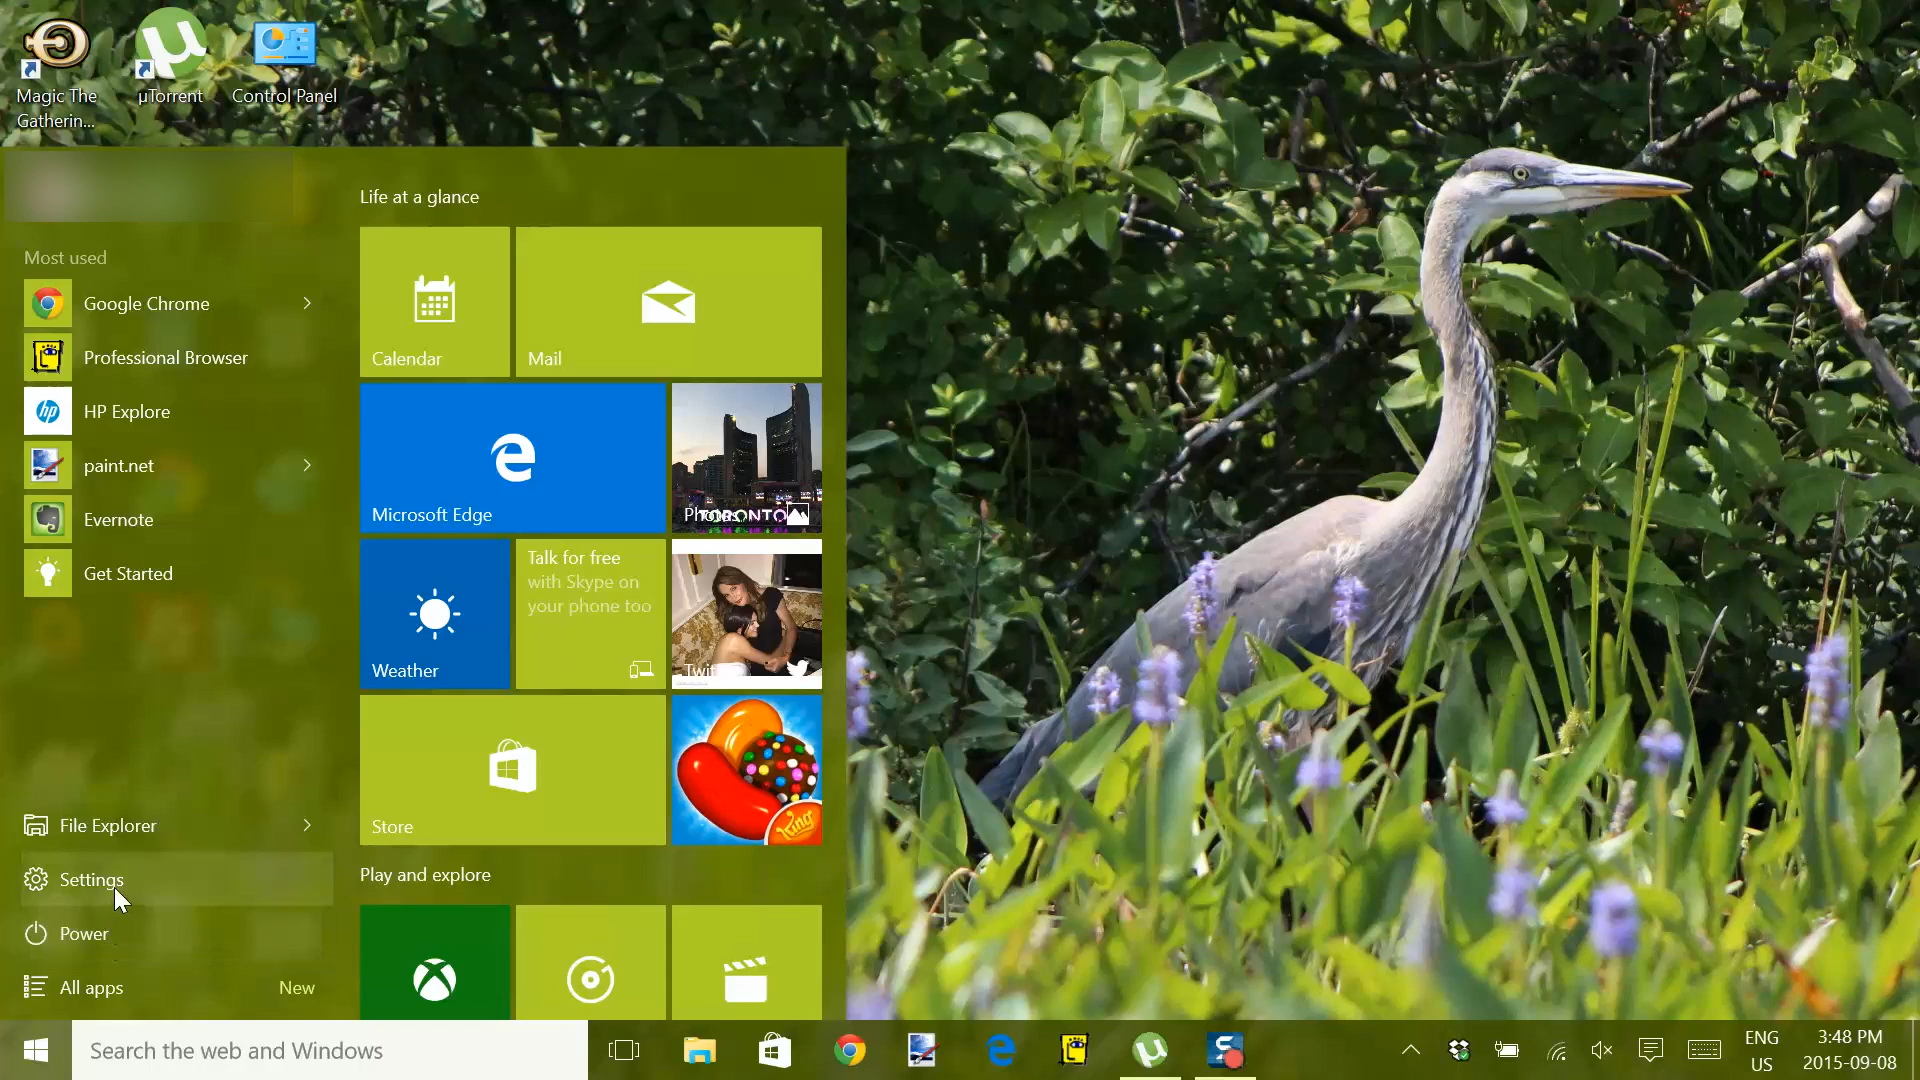 Magic The
Gatherin...
µTorrent
Control Panel
Most used
Google Chrome
Professional Browser
HP Explore
paint.net
Evernote
Get Started
File Explorer
Settings
Power
All apps
New
Life at a glance
Calendar
Mail
Microsoft Edge
TORONTO
Weather
Talk for free
with Skype on
your phone too
Store
King
Play and explore
Search the web and Windows
ENG
US
3:48 PM
2015-09-08